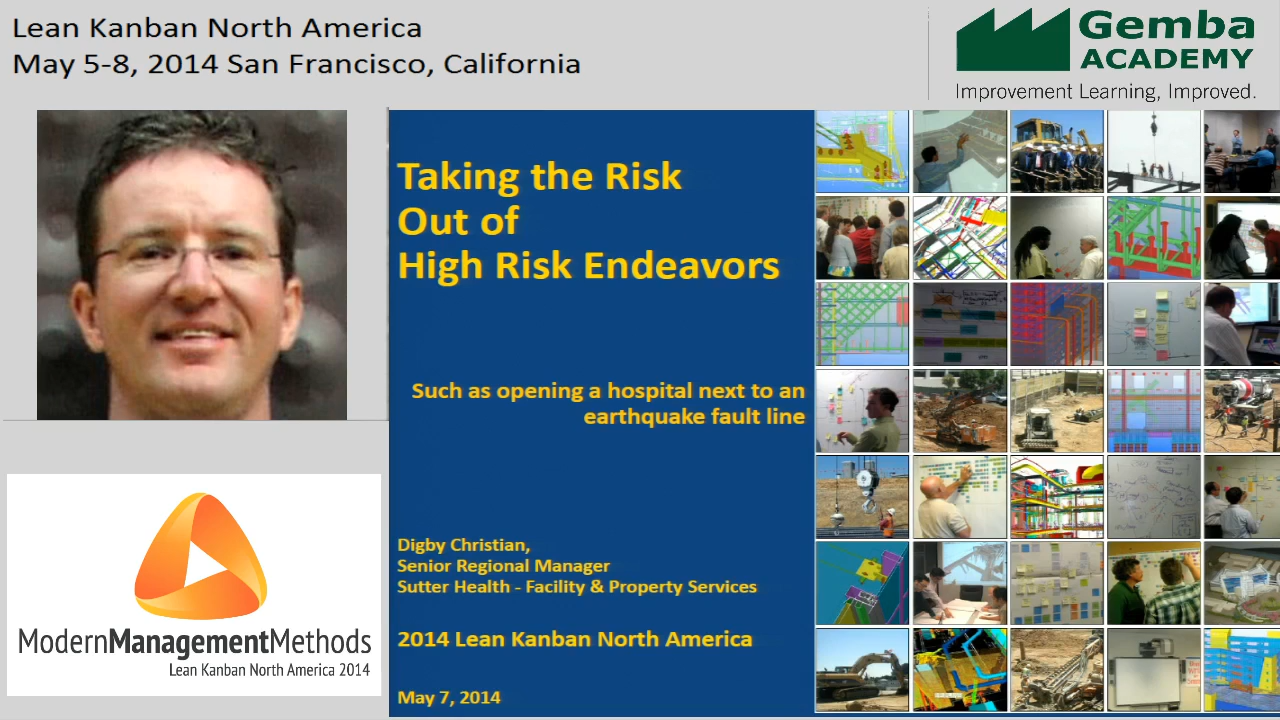 Lean Kanban North America
May 5-8, 2014 San Francisco, California
Gemba
ACADEMY
Improvement Learning, Improved.
Taking the Risk
Out of
High Risk Endeavors
Such as opening a hospital next to an
earthquake fault line
Digby Christian,
Senior Regional Manager
Sutter Health - Facility & Property Services
2014 Lean Kanban North America
May 7, 2014
ModernManagementMethods
Lean Kanban North America 2014